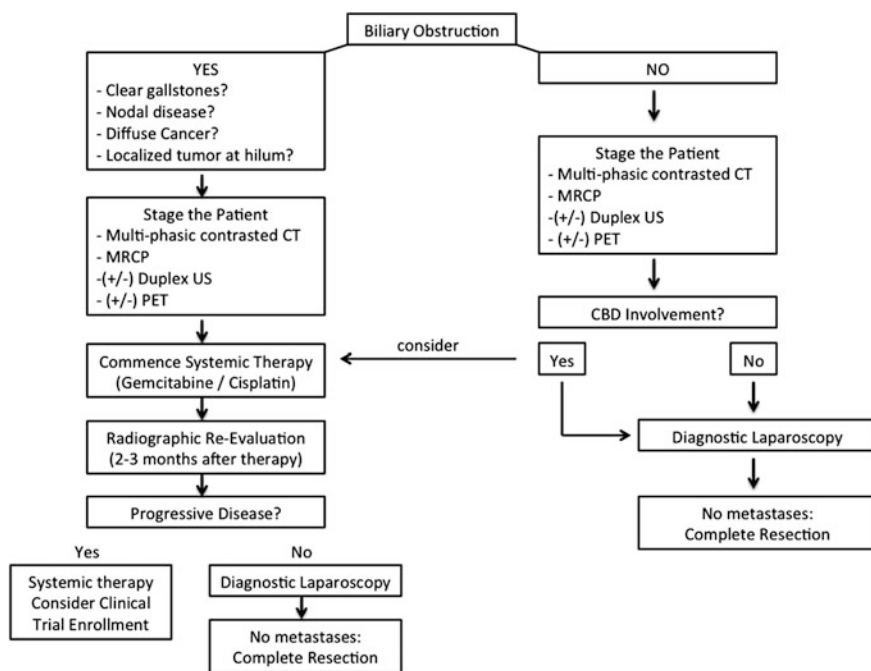 Biliary Obstruction
YES
- Clear gallstones?
- Nodal disease?
- Diffuse Cancer?
- Localized tumor at hilum?
NO
Stage the Patient
- Multi-phasic contrasted CT
- MRCP
-(+/-) Duplex US
- (+/-) PET
Stage the Patient
- Multi-phasic contrasted CT
- MRCP
-(+/-) Duplex US
- (+/-) PET
CBD Involvement?
Yes
No
consider
Commence Systemic Therapy
(Gemcitabine / Cisplatin)
Radiographic Re-Evaluation
(2-3 months after therapy)
Diagnostic Laparoscopy
No metastases:
Complete Resection
Progressive Disease?
Yes
No
Systemic therapy
Consider Clinical
Trial Enrollment
Diagnostic Laparoscopy
No metastases:
Complete Resection